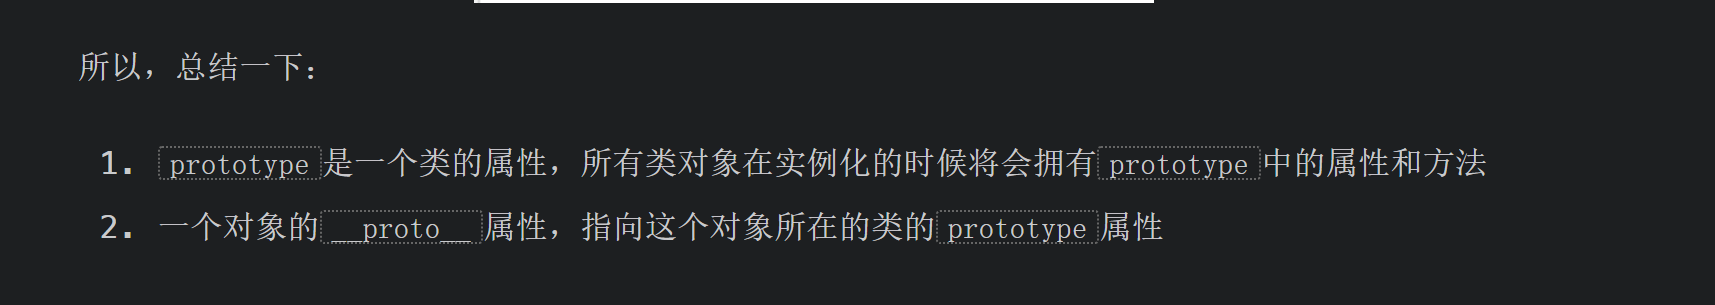 所以，总结一下：
1. prototype是一个类的属性，所有类对象在实例化的时候将会拥有prototype中的属性和方法
2. 一个对象的__proto__属性，指向这个对象所在的类的prototype属性